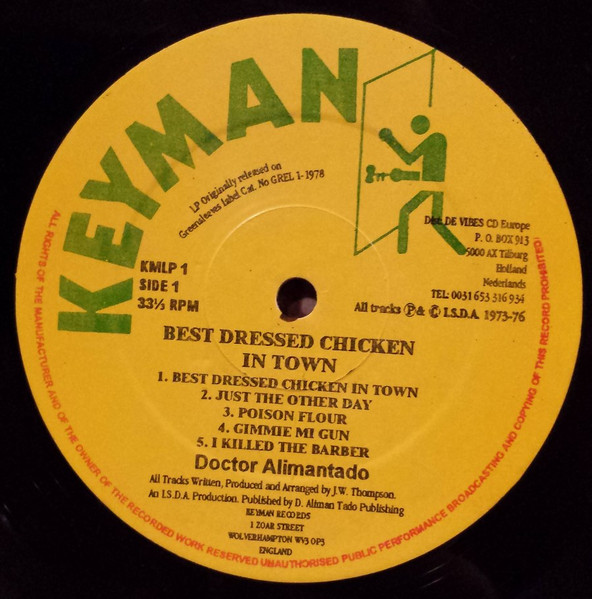 KEYMAN
LP Originally released on
Greensleeves label Cat. No GREL 1-1978
KMLP 1
SIDE 1
33⅓ RPM
Dist. DE VIBES CD Europe
P. O. BOX 913
5000 AX Tilburg
Holland
Nederlands
TEL: 0031 653 316 934
All tracks Ⓟ & © I.S.D.A. 1973-76
BEST DRESSED CHICKEN
IN TOWN
1. BEST DRESSED CHICKEN IN TOWN
2. JUST THE OTHER DAY
3. POISON FLOUR
4. GIMMIE MI GUN
5. I KILLED THE BARBER
Doctor Alimantado
All Tracks Written, Produced and Arranged by J.W. Thompson.
An I.S.D.A. Production. Published by D. Aliman Tado Publishing
KEYMAN RECORDS
1 ZOAR STREET
WOLVERHAMPTON WV3 0PJ
ENGLAND
ALL RIGHTS OF THE MANUFACTURER AND OF THE OWNER OF THE RECORDED WORK RESERVED UNAUTHORISED PUBLIC PERFORMANCE BROADCASTING AND COPYING OF THIS RECORD PROHIBITED